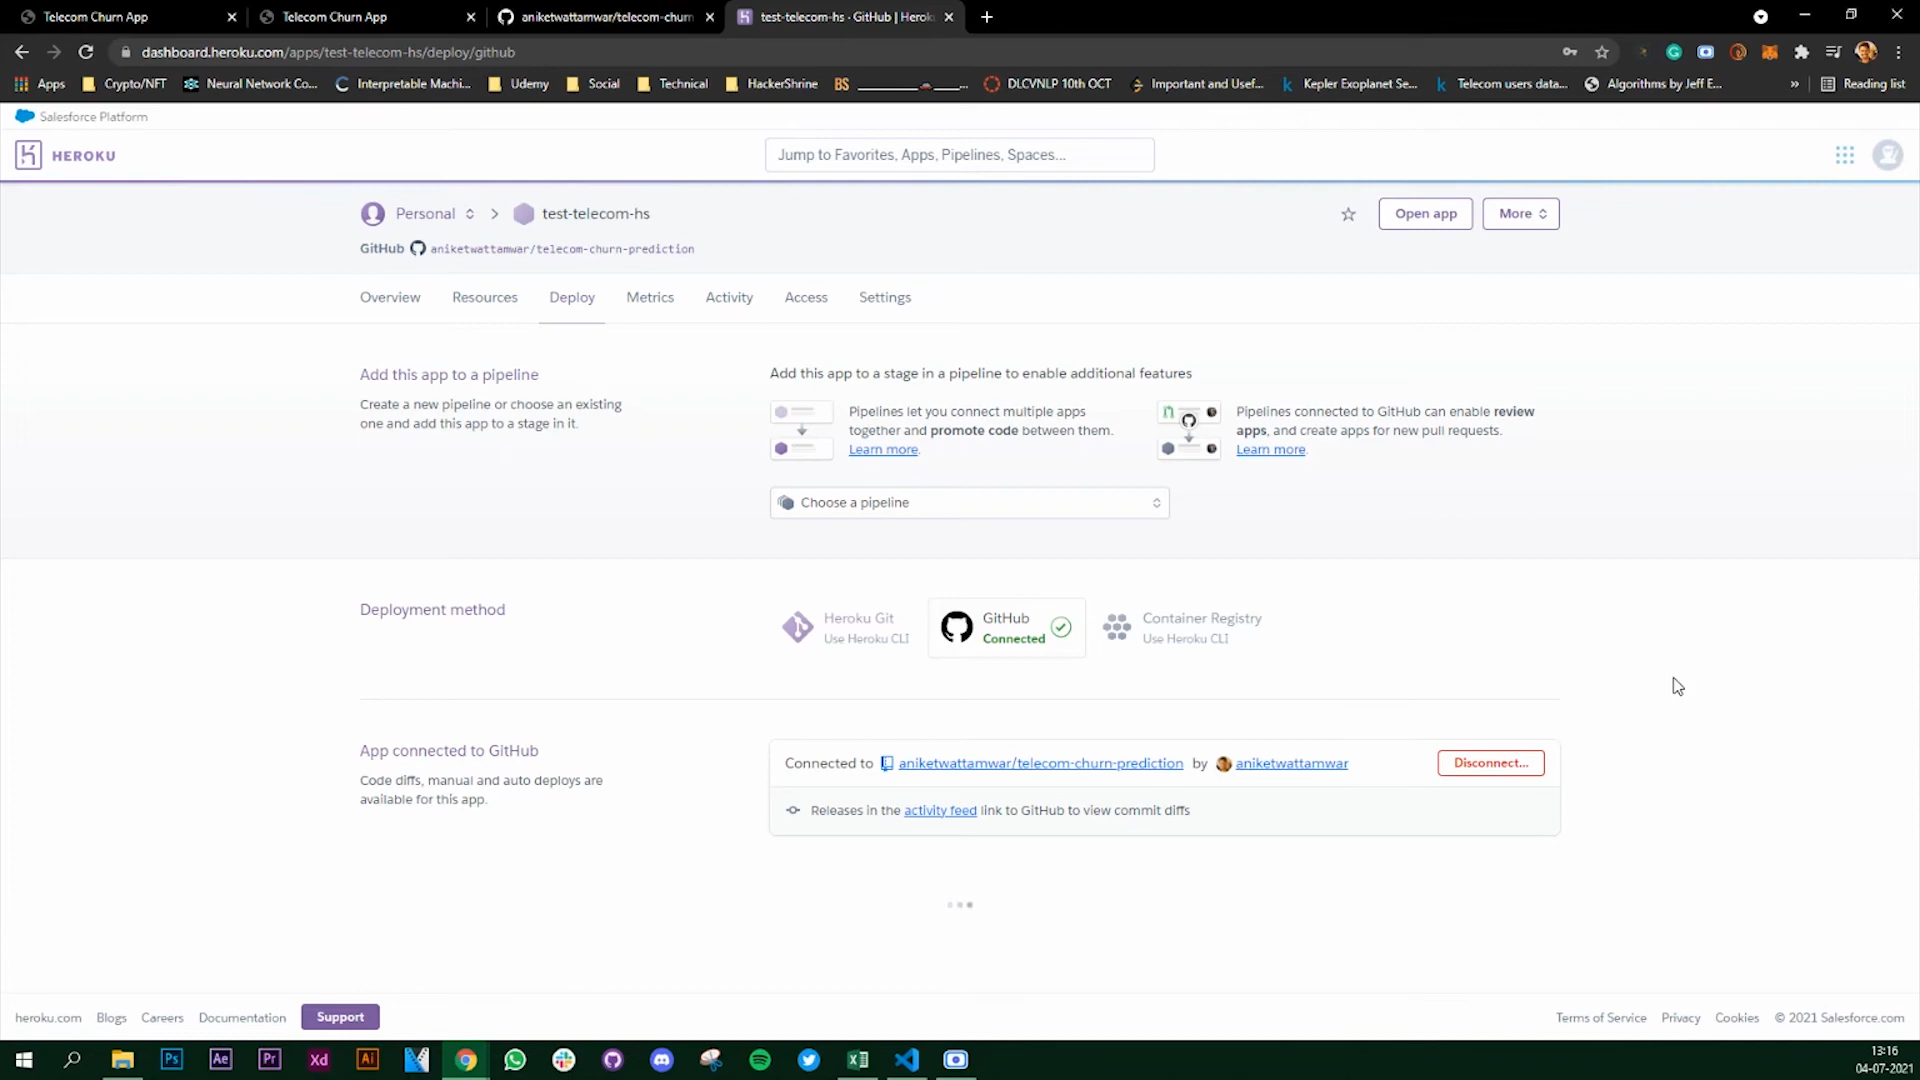 Telecom Churn App
Telecom Churn App
aniketwattamwar/telecom-churn
test-telecom-hs · GitHub | Heroku
dashboard.heroku.com/apps/test-telecom-hs/deploy/github
Apps
Crypto/NFT
Neural Network Co...
Interpretable Machi...
Udemy
Social
Technical
HackerShrine
BS
DLCVNLP 10th OCT
Important and Usef...
Kepler Exoplanet Se...
Telecom users data...
Algorithms by Jeff E...
»
Reading list
Salesforce Platform
HEROKU
Jump to Favorites, Apps, Pipelines, Spaces...
Personal > test-telecom-hs
Open app
More
GitHub aniketwattamwar/telecom-churn-prediction
Overview
Resources
Deploy
Metrics
Activity
Access
Settings
Add this app to a pipeline
Create a new pipeline or choose an existing
one and add this app to a stage in it.
Add this app to a stage in a pipeline to enable additional features
Pipelines let you connect multiple apps
together and promote code between them.
Learn more.
Pipelines connected to GitHub can enable review
apps, and create apps for new pull requests.
Learn more.
Choose a pipeline
Deployment method
Heroku Git
Use Heroku CLI
GitHub
Connected
Container Registry
Use Heroku CLI
App connected to GitHub
Code diffs, manual and auto deploys are
available for this app.
Connected to aniketwattamwar/telecom-churn-prediction by aniketwattamwar
Disconnect...
Releases in the activity feed link to GitHub to view commit diffs
heroku.com
Blogs
Careers
Documentation
Support
Terms of Service
Privacy
Cookies
© 2021 Salesforce.com
Ps
Ae
Pr
Xd
Ai
13:16
04-07-2021